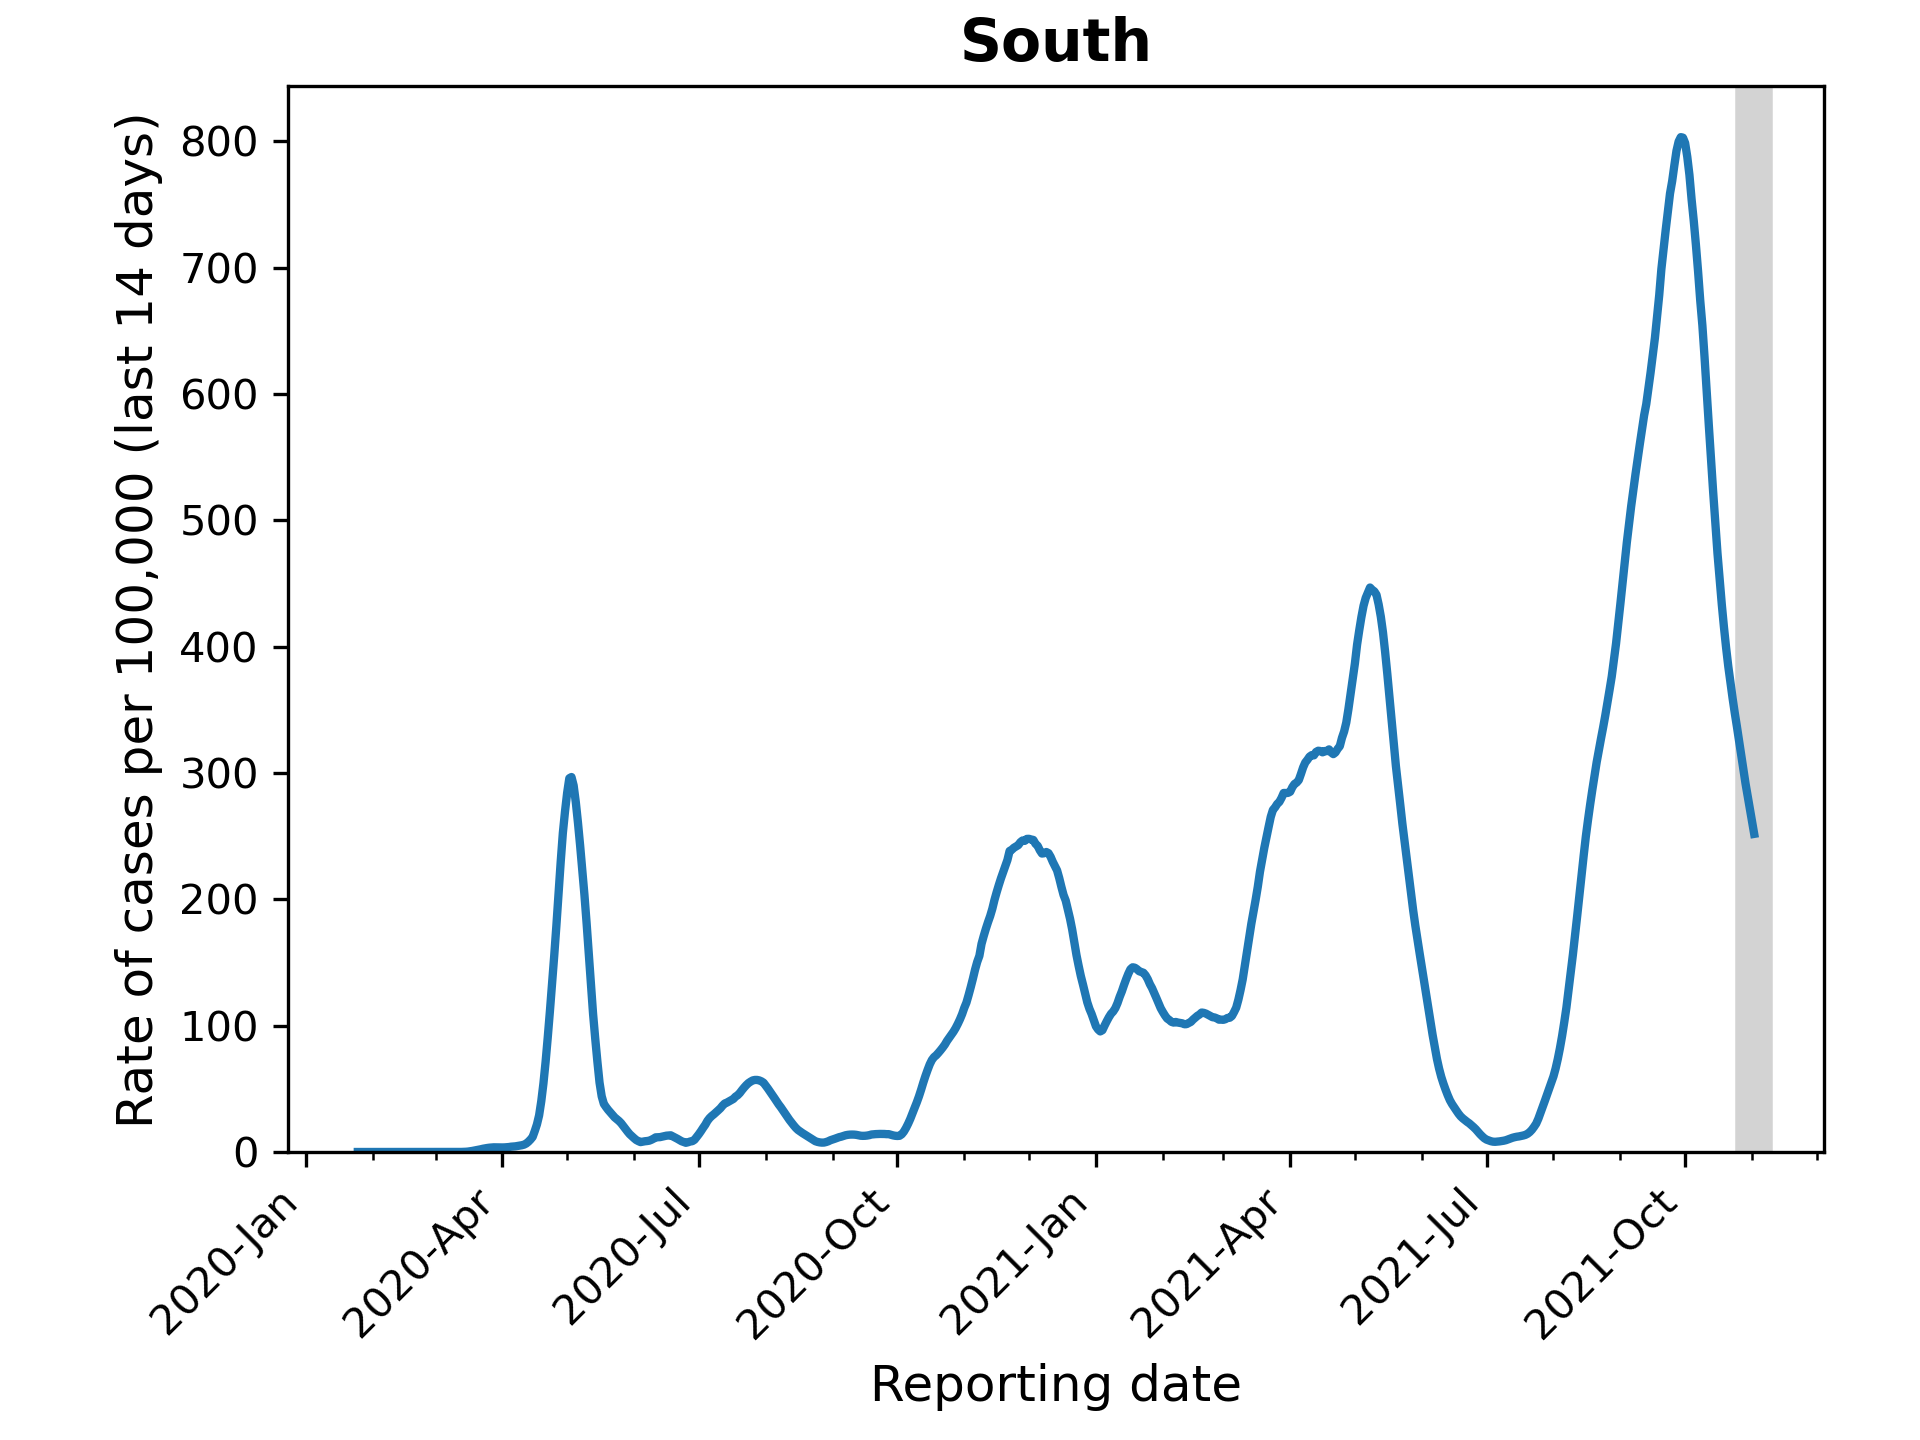 South
Rate of cases per 100,000 (last 14 days)
800
700
600
500
400
300
200
100
0
2020-Jan
2020-Apr
2020-Jul
2020-Oct
2021-Jan
2021-Apr
2021-Jul
2021-Oct
Reporting date